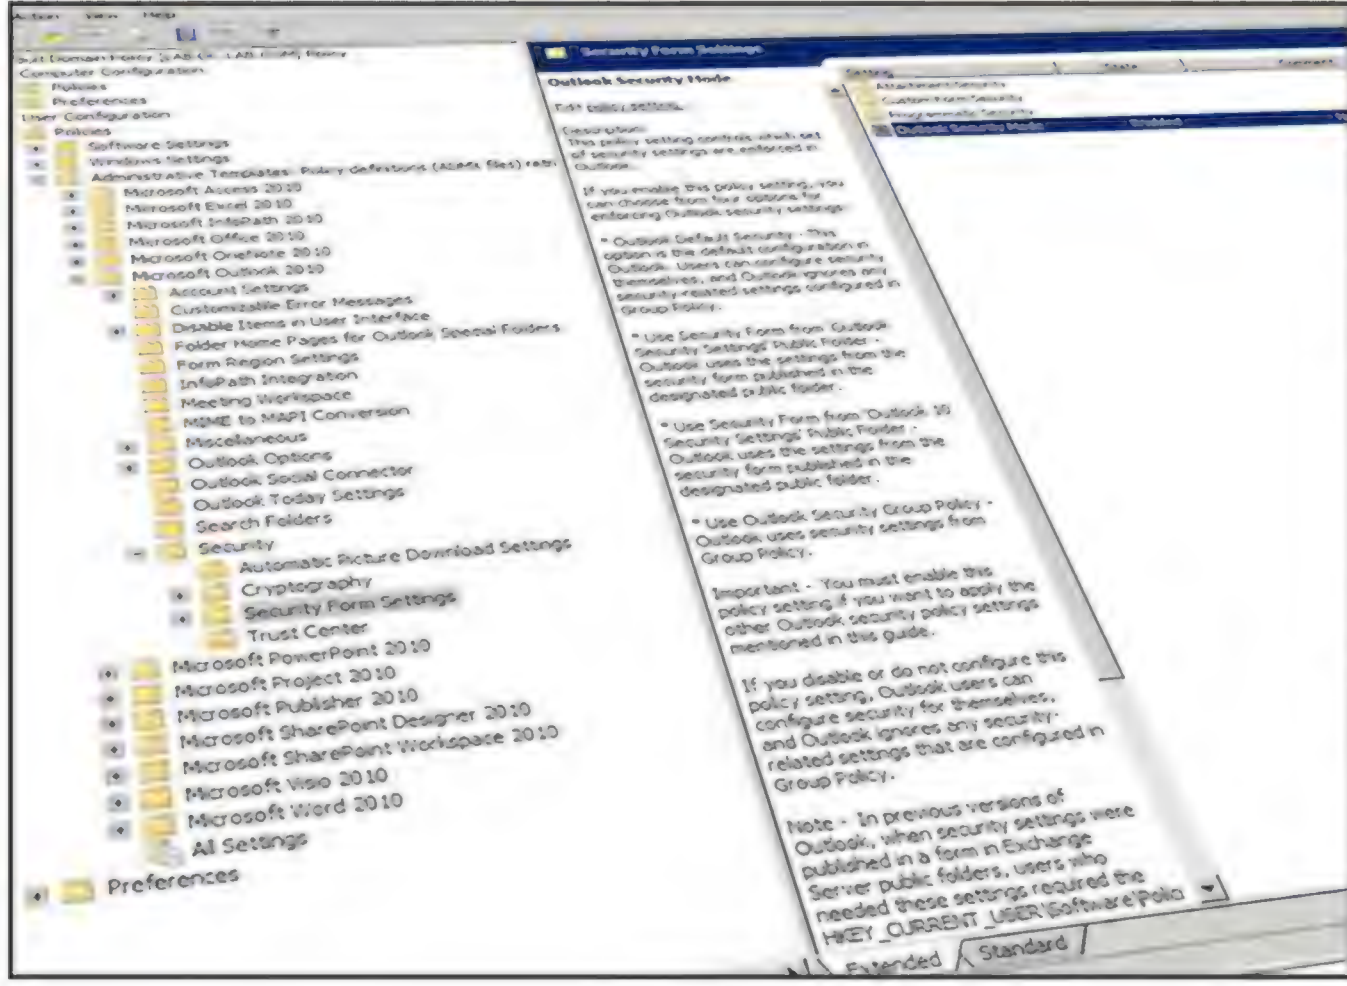 Action View Help
Computer Configuration
Policies
Preferences
User Configuration
Policies
Software Settings
Windows Settings
Administrative Templates: Policy definitions (ADMX files)
Microsoft Access 2010
Microsoft Excel 2010
Microsoft InfoPath 2010
Microsoft Office 2010
Microsoft OneNote 2010
Microsoft Outlook 2010
Account Settings
Customizable Error Messages
Disable Items in User Interface
Folder Home Pages for Outlook Special Folders
Form Region Settings
InfoPath Integration
Meeting Workspace
MIME to MAPI Conversion
Miscellaneous
Outlook Options
Outlook Social Connector
Outlook Today Settings
Search Folders
Security
Automatic Picture Download Settings
Cryptography
Security Form Settings
Trust Center
Microsoft PowerPoint 2010
Microsoft Project 2010
Microsoft Publisher 2010
Microsoft SharePoint Designer 2010
Microsoft SharePoint Workspace 2010
Microsoft Visio 2010
Microsoft Word 2010
All Settings
Preferences
Security Form Settings
Outlook Security Mode
Edit policy setting.
Description:
This policy setting controls which set
of security settings are enforced in
Outlook.
If you enable this policy setting, you
can choose from four options for
enforcing Outlook security settings:
* Outlook Default Security - This
option is the default configuration in
Outlook. Users can configure security
themselves, and Outlook ignores any
security-related settings configured in
Group Policy.
* Use Security Form from 'Outlook
Security Settings' Public Folder -
Outlook uses the settings from the
security form published in the
designated public folder.
* Use Security Form from 'Outlook 10
Security Settings' Public Folder -
Outlook uses the settings from the
security form published in the
designated public folder.
* Use Outlook Security Group Policy -
Outlook uses security settings from
Group Policy.
Important - You must enable this
policy setting if you want to apply the
other Outlook security policy settings
mentioned in this guide.
If you disable or do not configure this
policy setting, Outlook users can
configure security for themselves,
and Outlook ignores any security-
related settings that are configured in
Group Policy.
Note - In previous versions of
Outlook, when security settings were
published in a form in Exchange
Server public folders, users who
needed these settings required the
HKEY_CURRENT_USER\Software\Polic
Extended Standard
Setting State Comment
Attachment Security
Custom Form Security
Programmatic Security
Outlook Security Mode Enabled